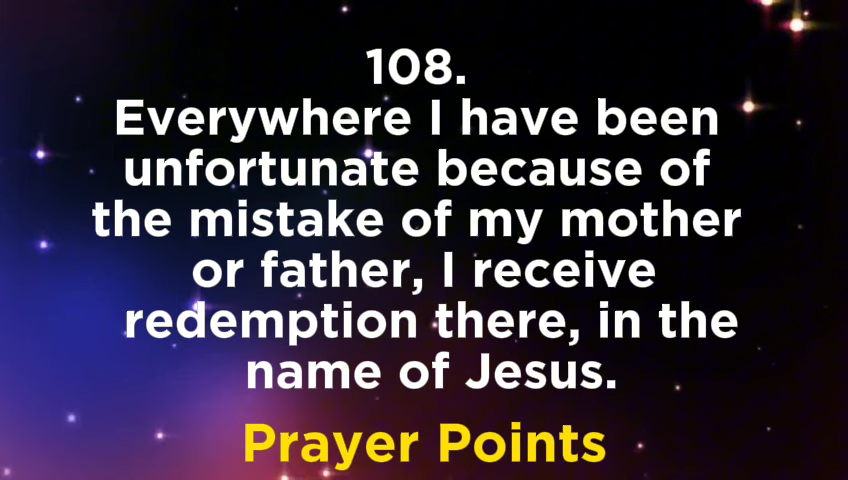 108.
Everywhere I have been
unfortunate because of
the mistake of my mother
or father, I receive
redemption there, in the
name of Jesus.
Prayer Points